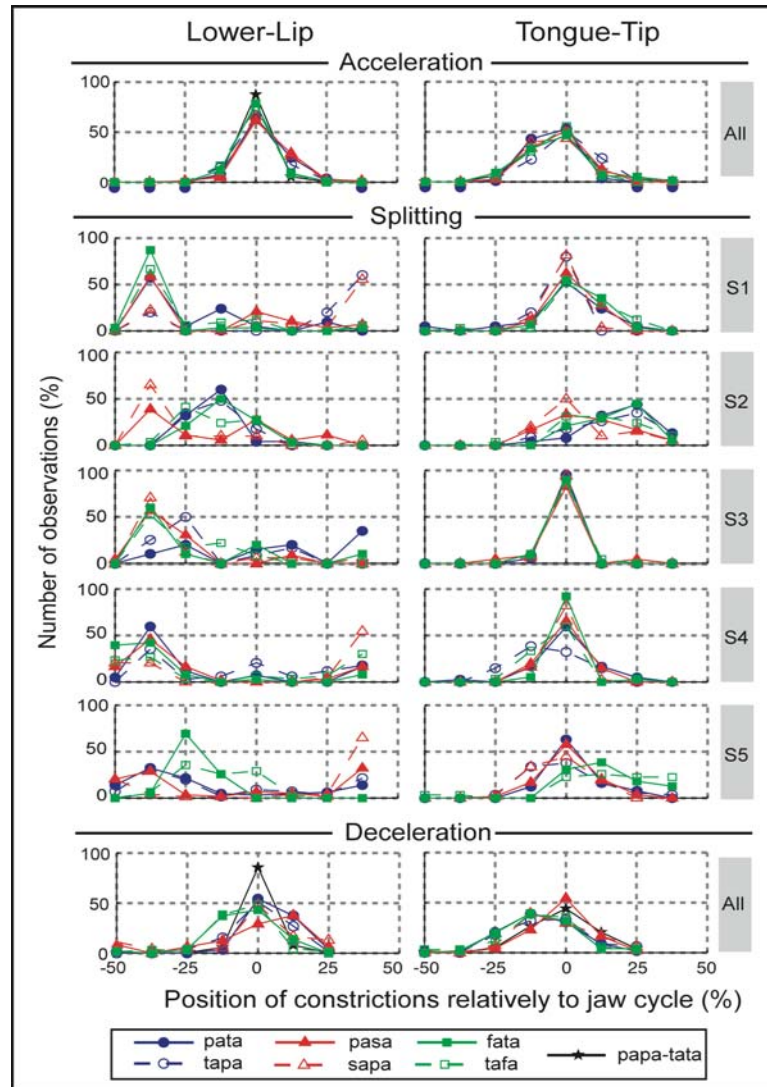 Lower-Lip Tongue-Tip
Acceleration
100
50
0
All
Splitting
100
50
0
S1
100
50
0
S2
100
50
0
S3
100
50
0
S4
100
50
0
S5
Number of observations (%)
Deceleration
100
50
0
All
-50 -25 0 25 50 -50 -25 0 25 50
Position of constrictions relatively to jaw cycle (%)
pata pasa fata papa-tata
tapa sapa tafa